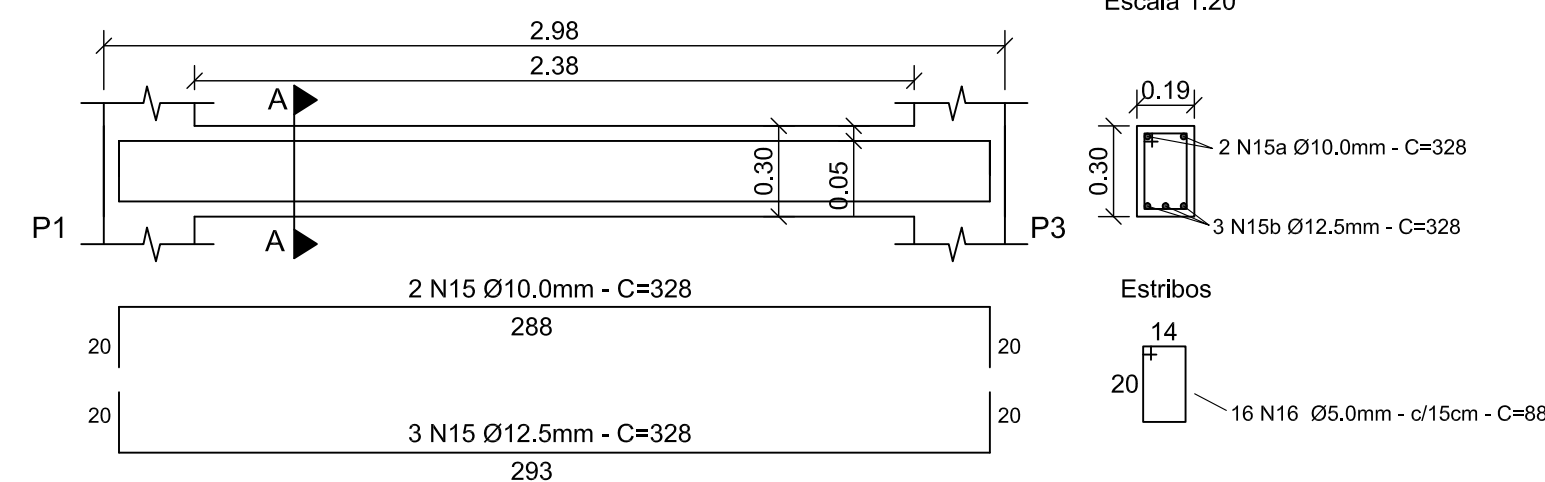 Escala 1:20
2.98
2.38
A
0.30
0.05
A
P1
P3
0.19
0.30
2 N15a Ø10.0mm - C=328
3 N15b Ø12.5mm - C=328
2 N15 Ø10.0mm - C=328
288
20
20
20
20
3 N15 Ø12.5mm - C=328
293
Estribos
14
20
16 N16 Ø5.0mm - c/15cm - C=88